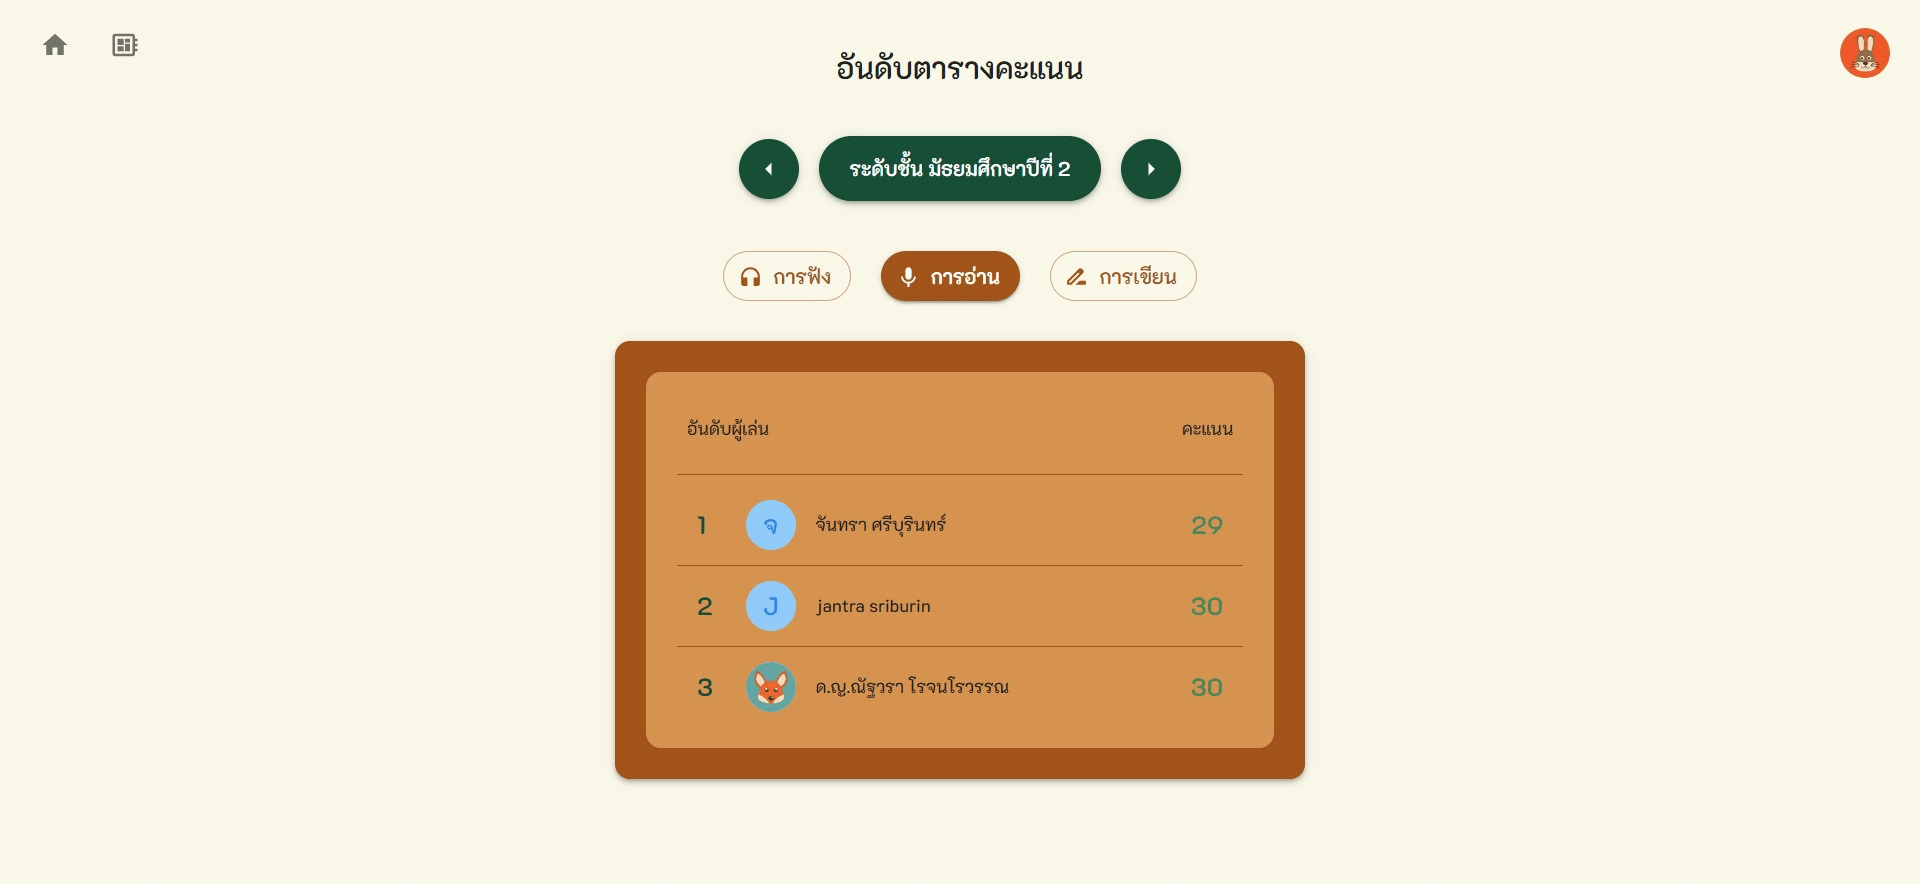 อันดับตารางคะแนน
ระดับชั้น มัธยมศึกษาปีที่ 2
การฟัง การอ่าน การเขียน
อันดับผู้เล่น คะแนน
1 จ จันทรา ศรีบุรินทร์ 29
2 J jantra sriburin 30
3 ด.ญ.ณัฐวรา โรจนโรวรรณ 30